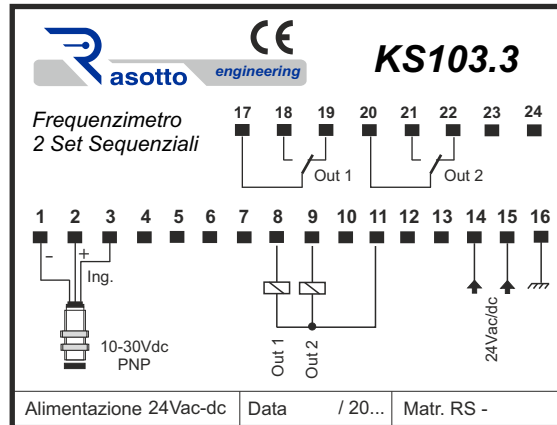 Rasotto engineering
CE
KS103.3
Frequenzimetro
2 Set Sequenziali
17 18 19 20 21 22 23 24
Out 1 Out 2
1 2 3 4 5 6 7 8 9 10 11 12 13 14 15 16
- +
Ing.
10-30Vdc
PNP
Out 1
Out 2
24Vac/dc
Alimentazione 24Vac-dc
Data / 20...
Matr. RS -